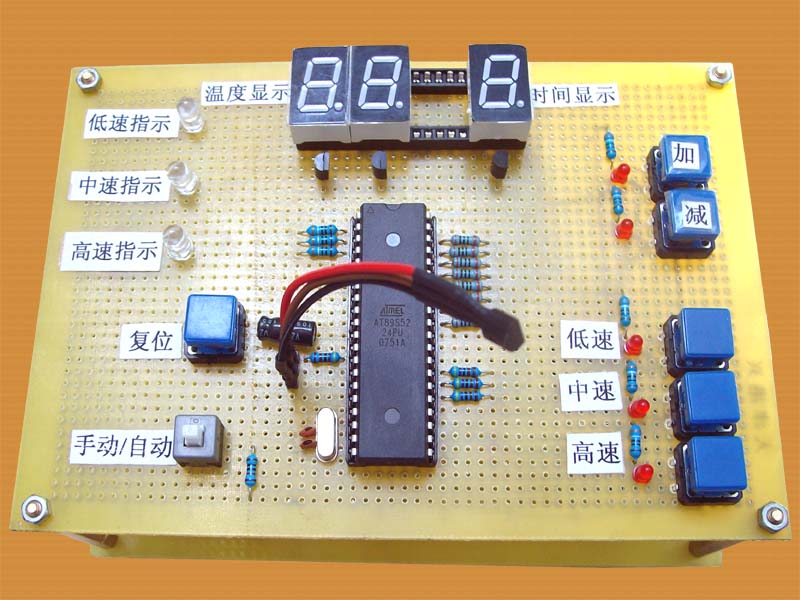 温度显示
时间显示
低速指示
中速指示
高速指示
加
减
复位
ATMEL
AT89S52
24PU
0751A
低速
中速
高速
手动/自动